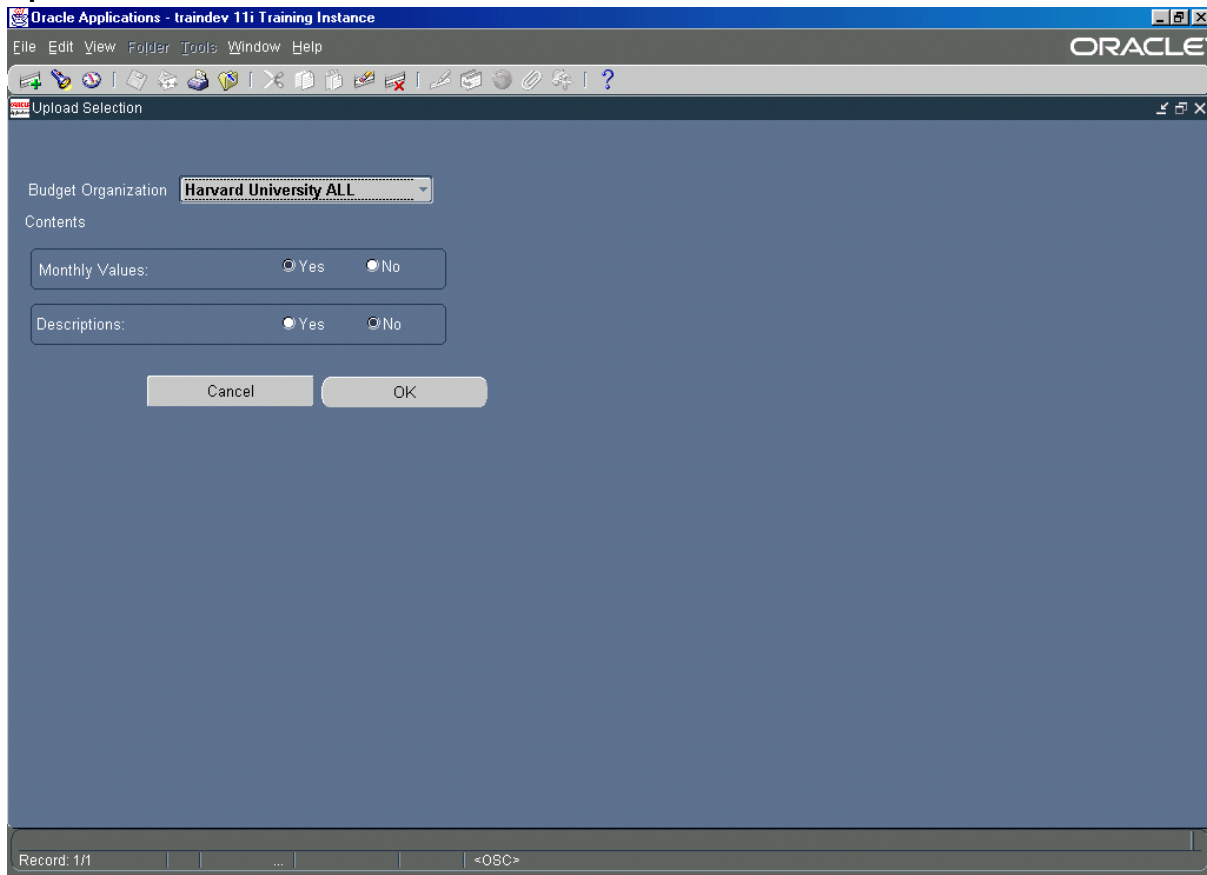 Oracle Applications - traindev 11i Training Instance
File Edit View Folder Tools Window Help
ORACLE
Upload Selection
Budget Organization Harvard University ALL
Contents
Monthly Values: Yes No
Descriptions: Yes No
Cancel OK
Record: 1/1 ... <OSC>